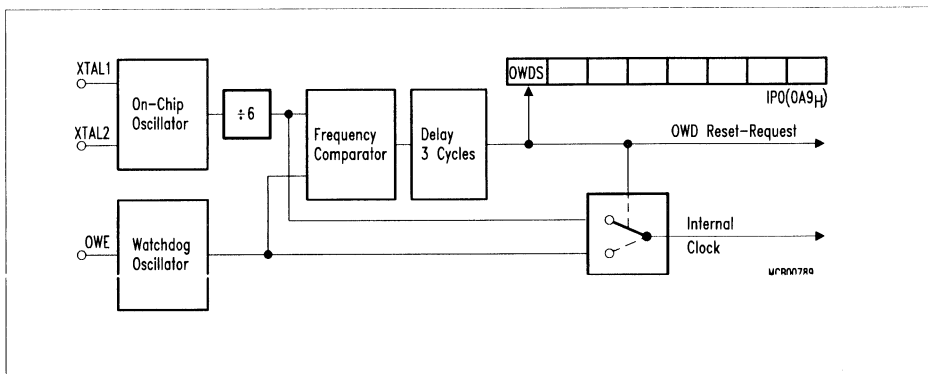 XTAL1
XTAL2
On-Chip
Oscillator
÷6
Frequency
Comparator
Delay
3 Cycles
OWDS
IP0(0A9H)
OWD Reset-Request
OWE
Watchdog
Oscillator
Internal
Clock
MCB00789